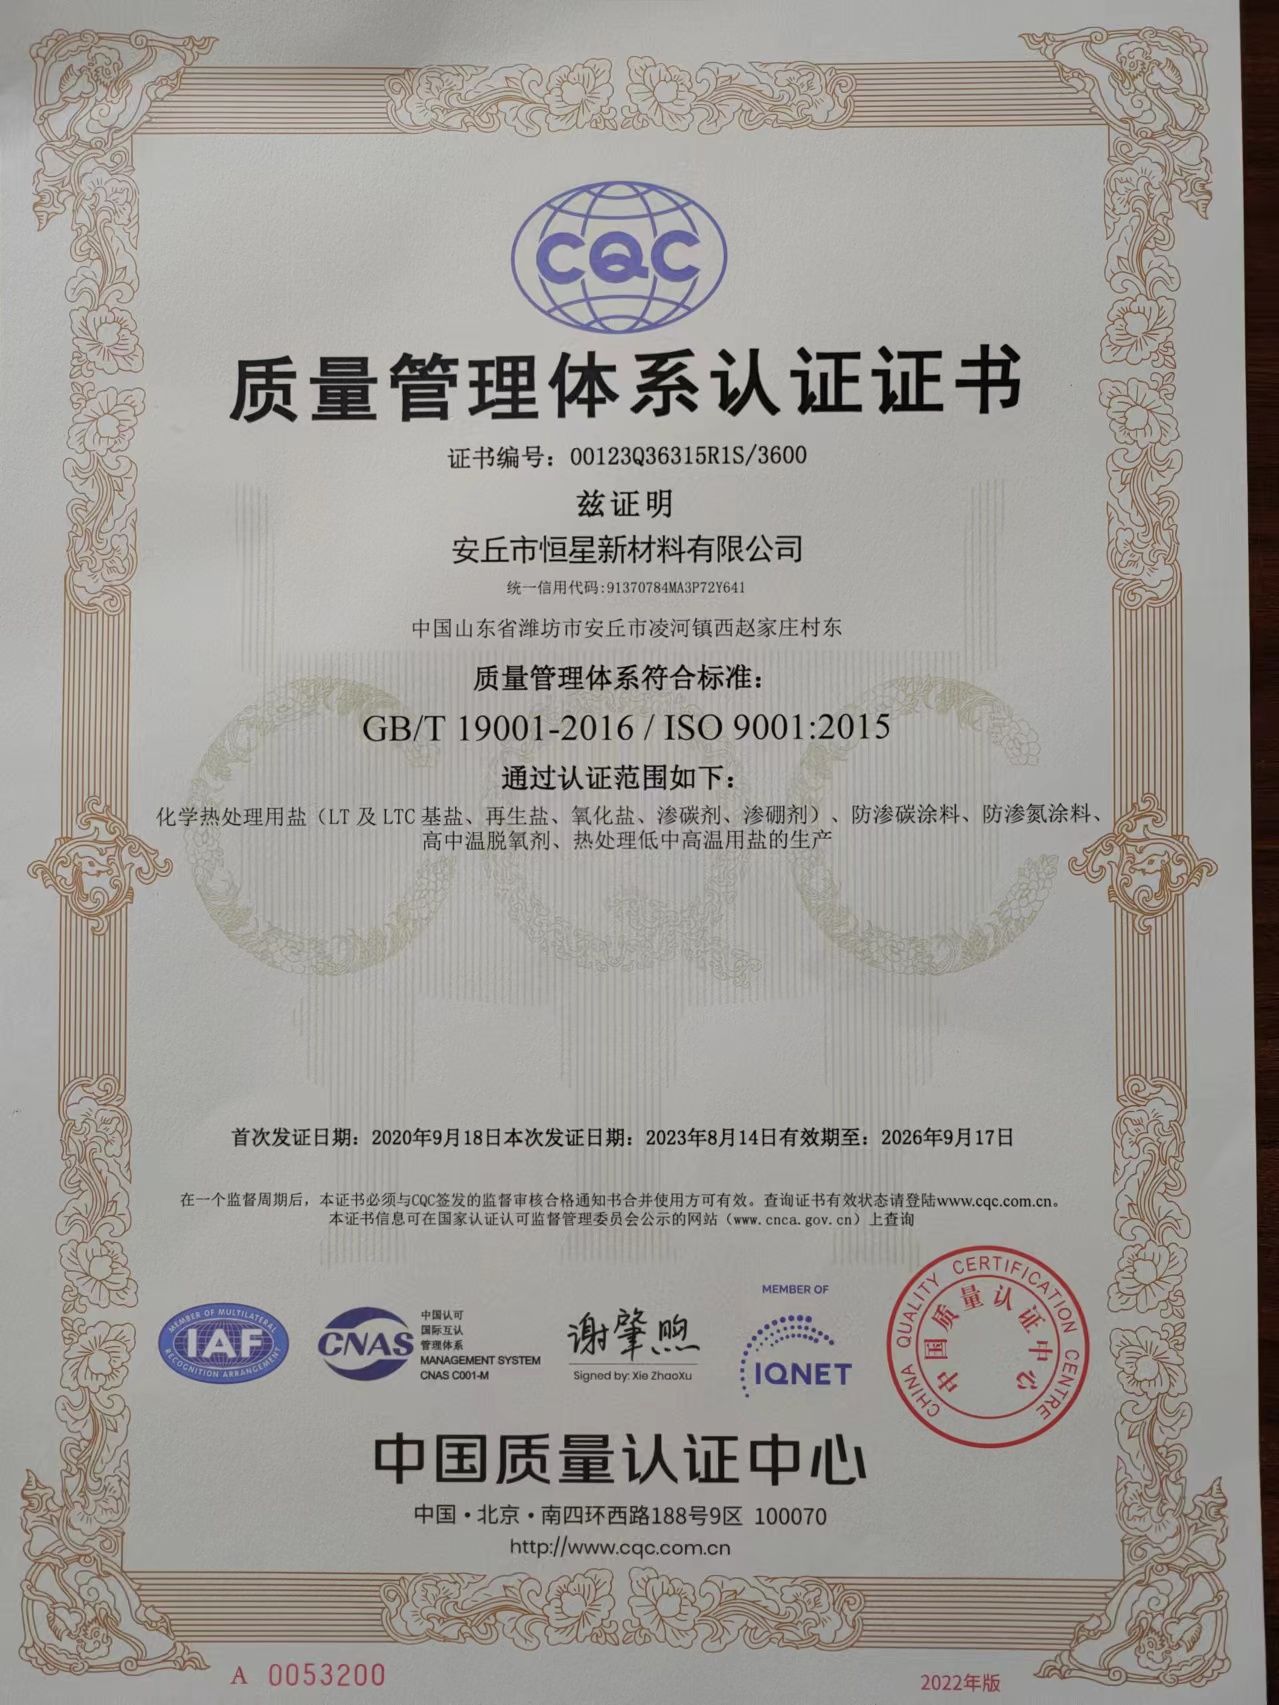 CQC
质量管理体系认证证书
证书编号：00123Q36315R1S/3600
兹证明
安丘市恒星新材料有限公司
统一信用代码:91370784MA3P72Y641
中国山东省潍坊市安丘市凌河镇西赵家庄村东
质量管理体系符合标准：
GB/T 19001-2016 / ISO 9001:2015
通过认证范围如下：
化学热处理用盐（LT 及 LTC 基盐、再生盐、氧化盐、渗碳剂、渗硼剂）、防渗碳涂料、防渗氮涂料、
高中温脱氧剂、热处理低中高温用盐的生产
首次发证日期：2020年9月18日本次发证日期：2023年8月14日有效期至：2026年9月17日
在一个监督周期后，本证书必须与CQC签发的监督审核合格通知书合并使用方可有效。查询证书有效状态请登陆www.cqc.com.cn。
本证书信息可在国家认证认可监督管理委员会公示的网站（www.cnca.gov.cn）上查询
MEMBER OF MULTILATERAL
IAF
RECOGNITION ARRANGEMENT
CNAS
中国认可
国际互认
管理体系
MANAGEMENT SYSTEM
CNAS C001-M
谢肇煦
Signed by: Xie ZhaoXu
MEMBER OF
IQNET
CHINA QUALITY CERTIFICATION CENTRE
中国质量认证中心
中国质量认证中心
中国·北京·南四环西路188号9区 100070
http://www.cqc.com.cn
A 0053200
2022年版